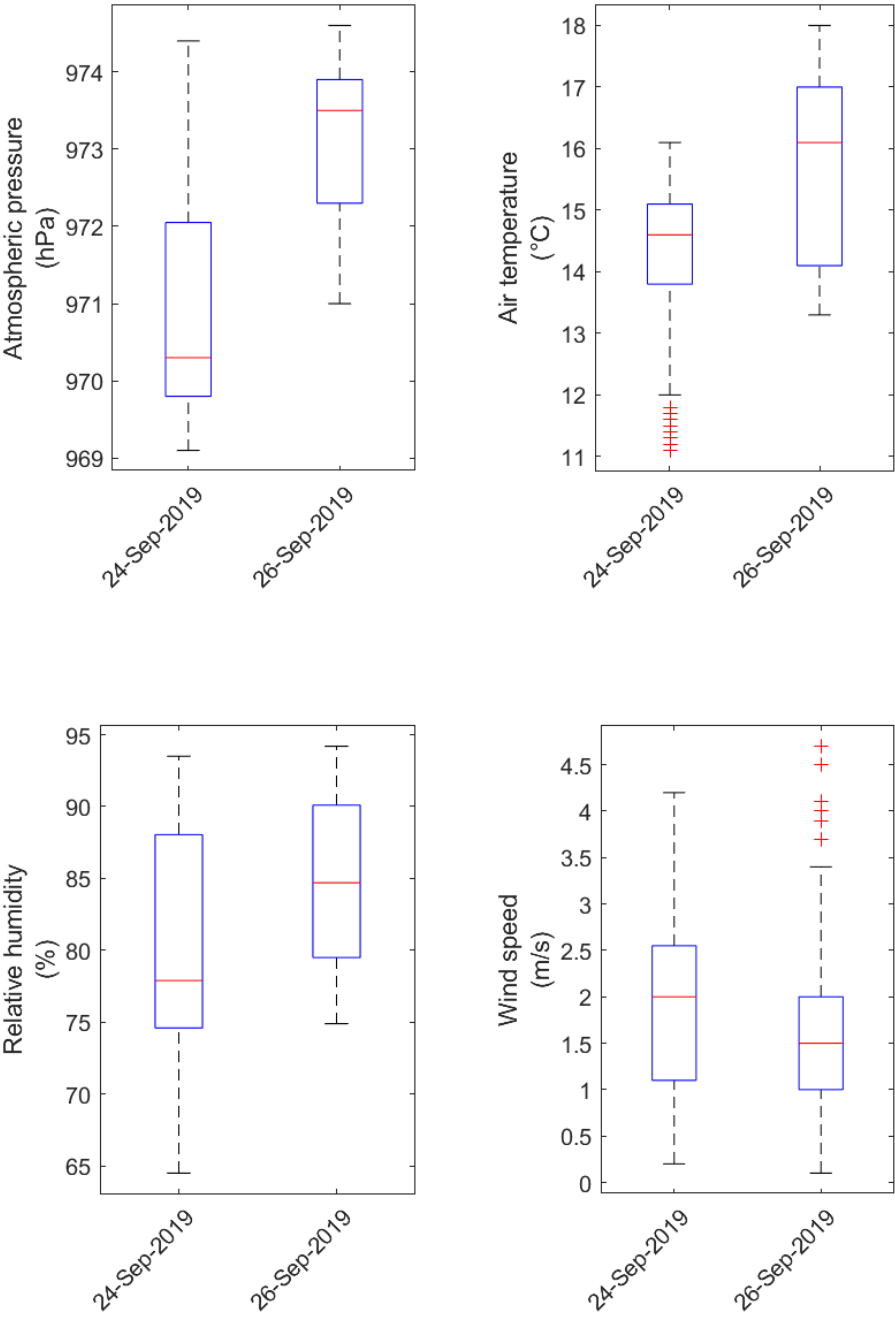 Atmospheric pressure
(hPa)
974
973
972
971
970
969
24-Sep-2019
26-Sep-2019
Air temperature
(°C)
18
17
16
15
14
13
12
11
24-Sep-2019
26-Sep-2019
Relative humidity
(%)
95
90
85
80
75
70
65
24-Sep-2019
26-Sep-2019
Wind speed
(m/s)
4.5
4
3.5
3
2.5
2
1.5
1
0.5
0
24-Sep-2019
26-Sep-2019